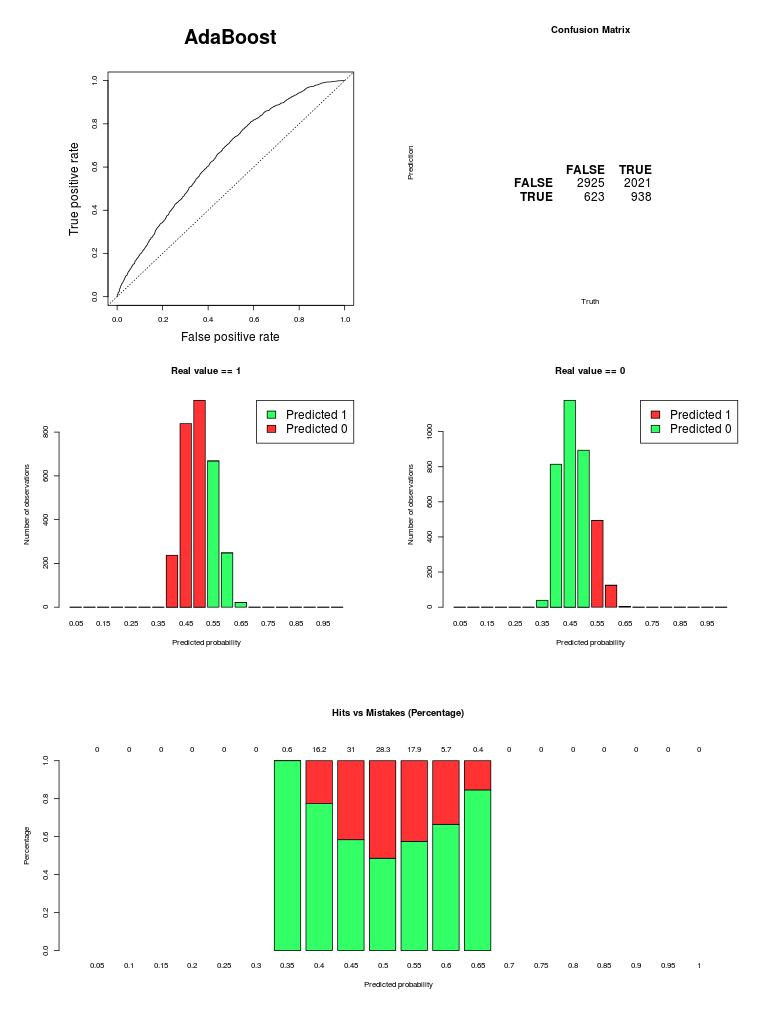 AdaBoost
True positive rate
0.0 0.2 0.4 0.6 0.8 1.0
0.0 0.2 0.4 0.6 0.8 1.0
False positive rate
Confusion Matrix
Prediction
FALSE TRUE
FALSE 2925 2021
TRUE 623 938
Truth
Real value == 1
Predicted 1
Predicted 0
Number of observations
0 200 400 600 800
0.05 0.15 0.25 0.35 0.45 0.55 0.65 0.75 0.85 0.95
Predicted probability
Real value == 0
Predicted 1
Predicted 0
Number of observations
0 200 400 600 800 1000
0.05 0.15 0.25 0.35 0.45 0.55 0.65 0.75 0.85 0.95
Predicted probability
Hits vs Mistakes (Percentage)
0 0 0 0 0 0 0.6 16.2 31 28.3 17.9 5.7 0.4 0 0 0 0 0 0 0
Percentage
0.0 0.2 0.4 0.6 0.8 1.0
0.05 0.1 0.15 0.2 0.25 0.3 0.35 0.4 0.45 0.5 0.55 0.6 0.65 0.7 0.75 0.8 0.85 0.9 0.95 1
Predicted probability